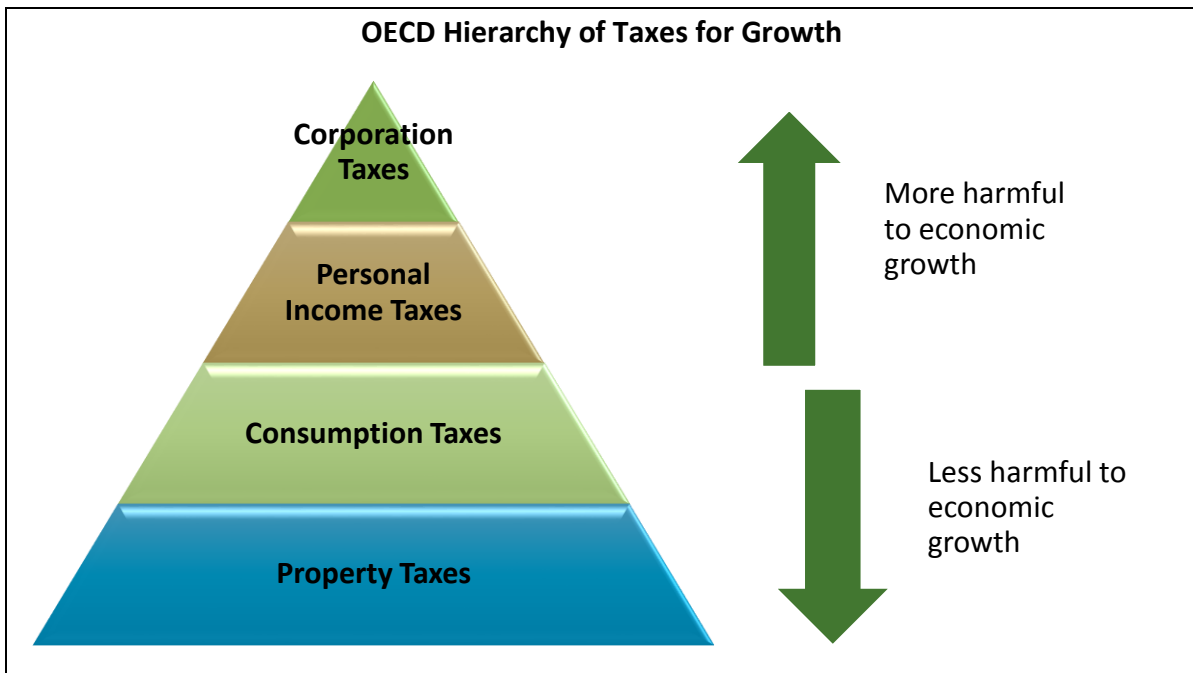 OECD Hierarchy of Taxes for Growth
Corporation
Taxes
Personal
Income Taxes
Consumption Taxes
Property Taxes
More harmful
to economic
growth
Less harmful to
economic
growth